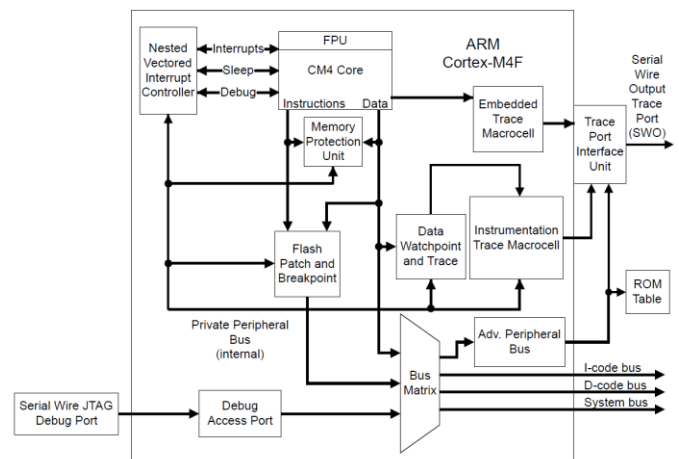 Nested
Vectored
Interrupt
Controller
Interrupts
Sleep
Debug
FPU
CM4 Core
Instructions
Data
ARM
Cortex-M4F
Embedded
Trace
Macrocell
Serial
Wire
Output
Trace
Port
(SWO)
Trace
Port
Interface
Unit
Memory
Protection
Unit
Flash
Patch and
Breakpoint
Data
Watchpoint
and Trace
Instrumentation
Trace Macrocell
ROM
Table
Private Peripheral
Bus
(internal)
Adv. Peripheral
Bus
Bus
Matrix
I-code bus
D-code bus
System bus
Serial Wire JTAG
Debug Port
Debug
Access Port